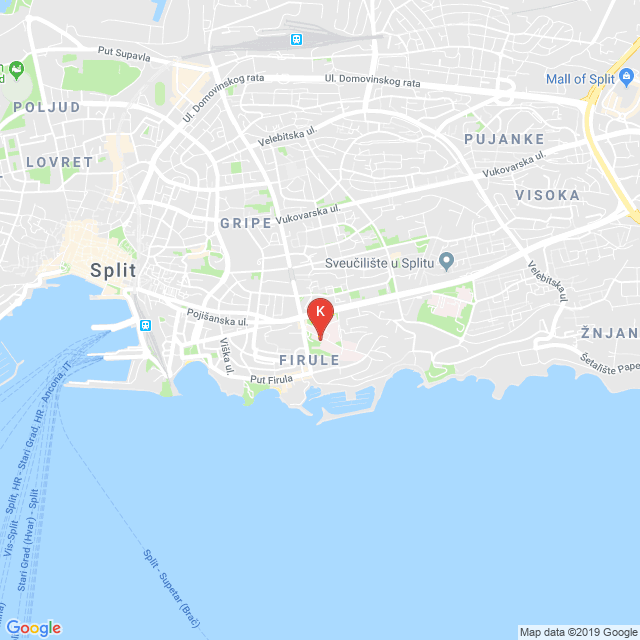 Put Supavla
Ul. Domovinskog rata
Ul. Domovinskog rata
Mall of Split
POLJUD
Velebitska ul.
PUJANKE
LOVRET
Vukovarska ul.
VISOKA
GRIPE
Vukovarska ul.
Split
Sveučilište u Splitu
Velebitska ul.
K
Pojišanska ul.
Viška ul.
FIRULE
ŽNJAN
Šetalište Pape
Put Firula
Split, HR - Stari Grad, HR - Ancona, IT
Vis-Split
Stari Grad (Hvar) - Split
Split - Supetar (Brač)
Google
Map data ©2019 Google